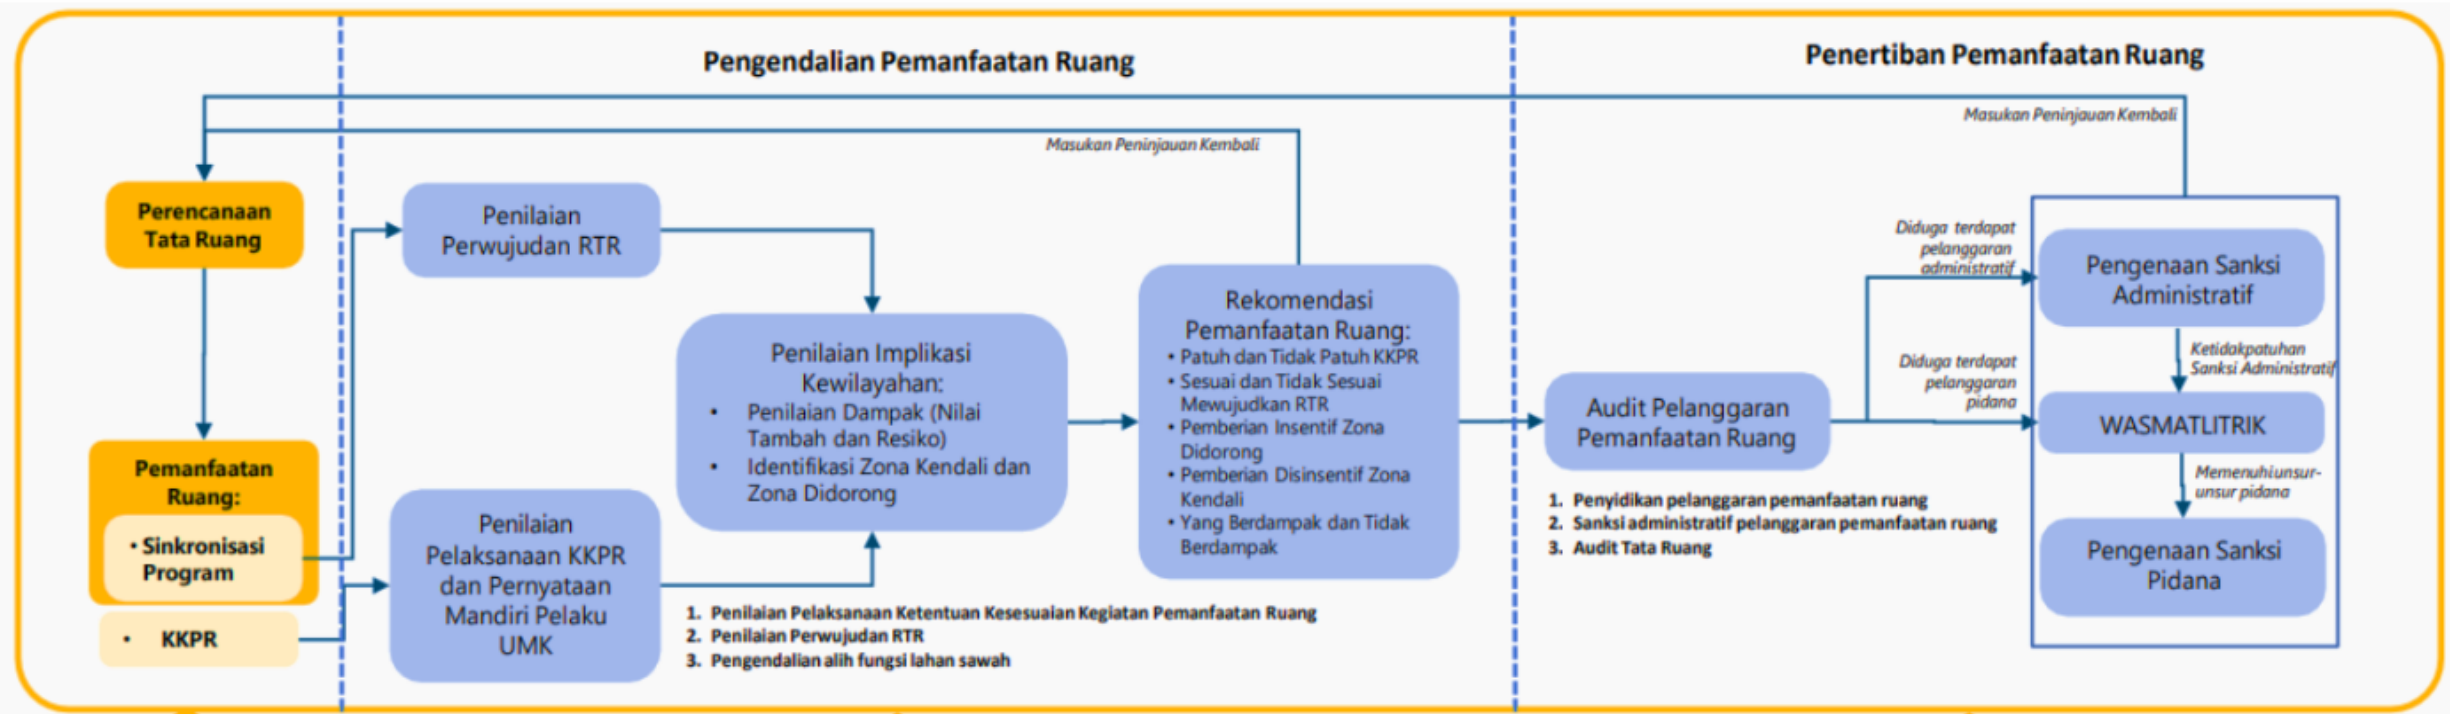 Pengendalian Pemanfaatan Ruang
Penertiban Pemanfaatan Ruang
Masukan Peninjauan Kembali
Masukan Peninjauan Kembali
Perencanaan
Tata Ruang
Pemanfaatan
Ruang:
• Sinkronisasi
Program
• KKPR
Penilaian
Perwujudan RTR
Penilaian
Pelaksanaan KKPR
dan Pernyataan
Mandiri Pelaku
UMK
Penilaian Implikasi
Kewilayahan:
• Penilaian Dampak (Nilai
Tambah dan Resiko)
• Identifikasi Zona Kendali dan
Zona Didorong
1. Penilaian Pelaksanaan Ketentuan Kesesuaian Kegiatan Pemanfaatan Ruang
2. Penilaian Perwujudan RTR
3. Pengendalian alih fungsi lahan sawah
Rekomendasi
Pemanfaatan Ruang:
• Patuh dan Tidak Patuh KKPR
• Sesuai dan Tidak Sesuai
Mewujudkan RTR
• Pemberian Insentif Zona
Didorong
• Pemberian Disinsentif Zona
Kendali
• Yang Berdampak dan Tidak
Berdampak
Audit Pelanggaran
Pemanfaatan Ruang
1. Penyidikan pelanggaran pemanfaatan ruang
2. Sanksi administratif pelanggaran pemanfaatan ruang
3. Audit Tata Ruang
Diduga terdapat
pelanggaran
administratif
Diduga terdapat
pelanggaran
pidana
Pengenaan Sanksi
Administratif
Ketidakpatuhan
Sanksi Administratif
WASMATLITRIK
Memenuhi unsur-
unsur pidana
Pengenaan Sanksi
Pidana